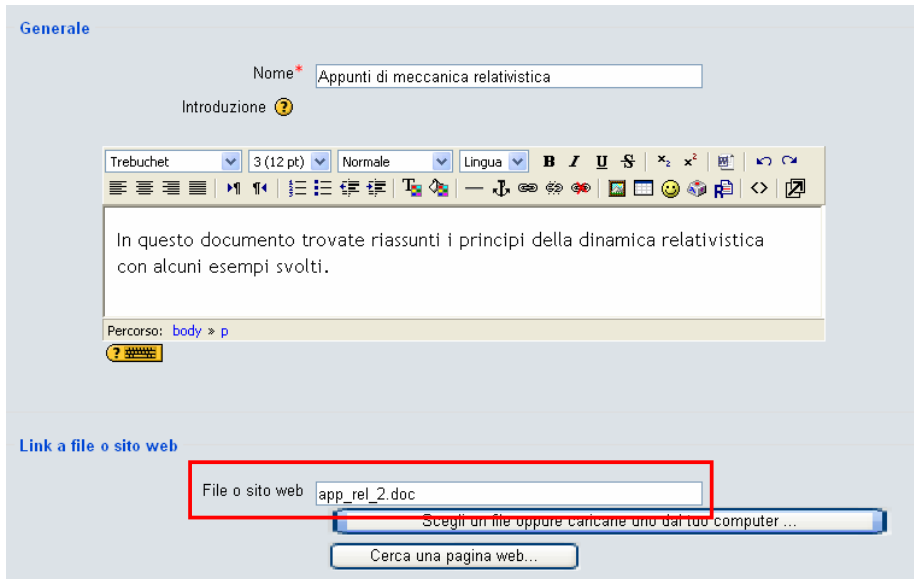 Generale
Nome*
Appunti di meccanica relativistica
Introduzione ?
Trebuchet 3 (12 pt) Normale Lingua B I U S x₂ x²
In questo documento trovate riassunti i principi della dinamica relativistica
con alcuni esempi svolti.
Percorso: body » p
?
Link a file o sito web
File o sito web app_rel_2.doc
Scegli un file oppure caricane uno dal tuo computer ...
Cerca una pagina web...